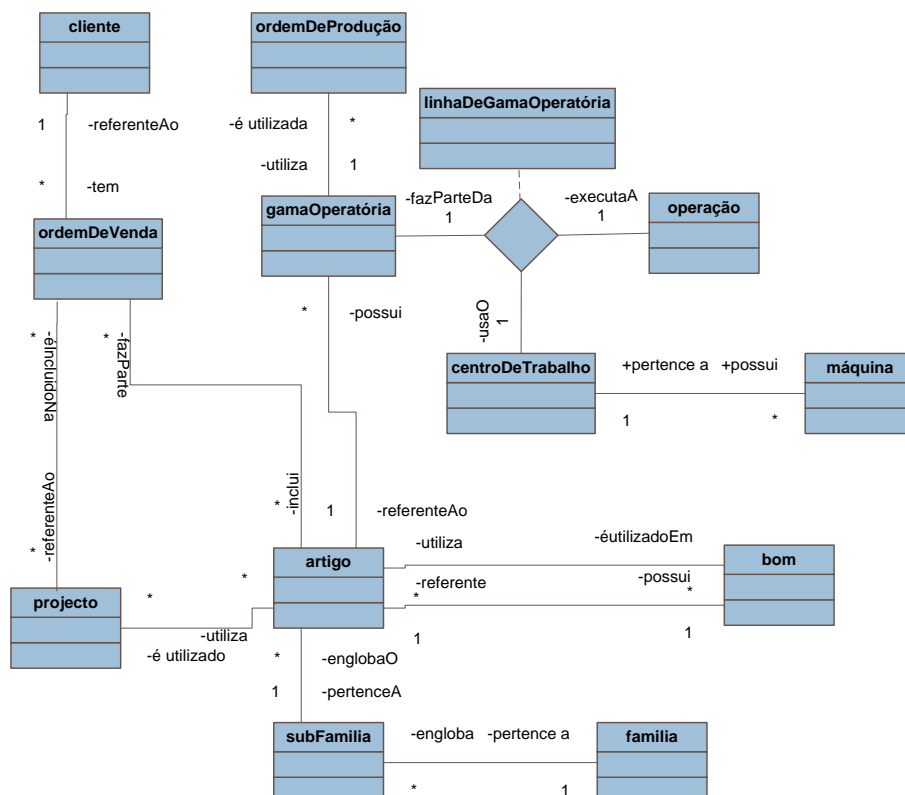 cliente
ordemDeProdução
linhaDeGamaOperatória
1
-referenteAo
-é utilizada
*
-utiliza
1
*
-tem
-fazParteDa
1
-executA
1
ordemDeVenda
gamaOperatória
operação
*
-éIncluidoNa
*
-fazParte
*
-possui
-usaO
1
centroDeTrabalho
+pertence a
+possui
máquina
1
*
-referenteAo
*
-inclui
*
1
-referenteAo
-utiliza
-éutilizadoEm
artigo
bom
-referente
-possui
*
*
*
*
projecto
-utiliza
-é utilizado
1
1
*
-englobaO
1
-pertenceA
subFamilia
-engloba
-pertence a
familia
*
1